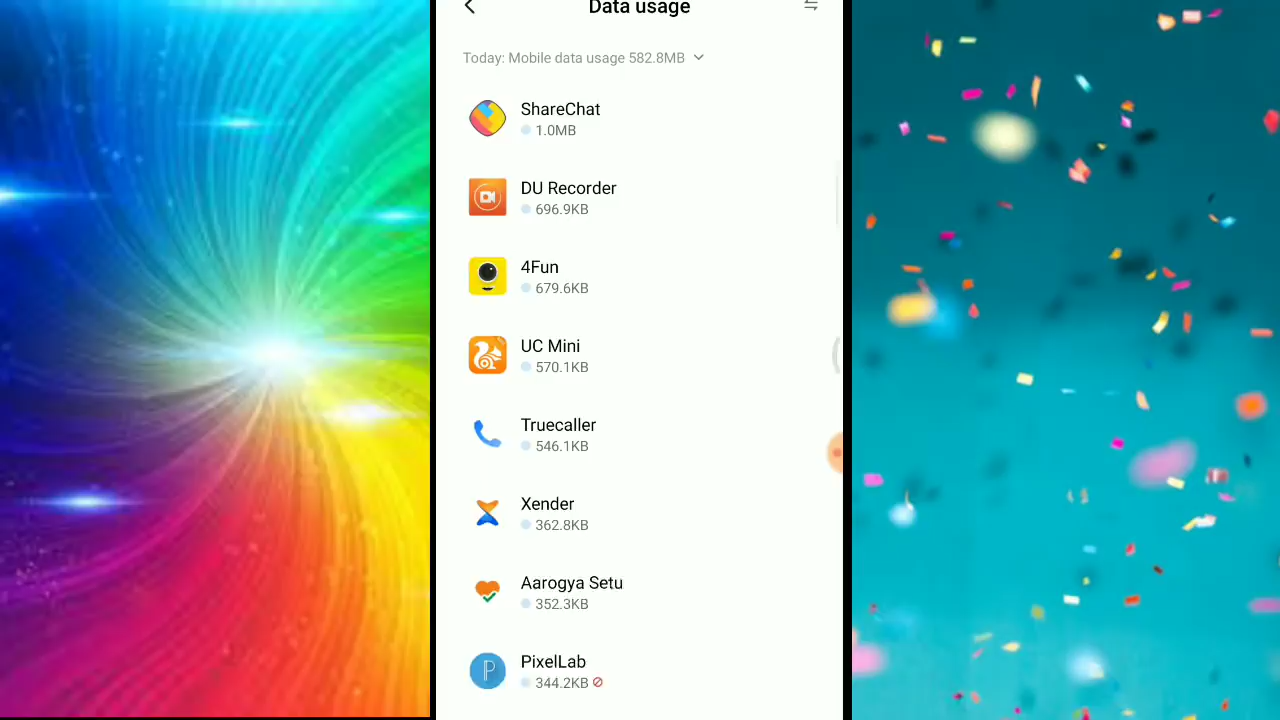 Data usage
Today: Mobile data usage 582.8MB
ShareChat
1.0MB
DU Recorder
696.9KB
4Fun
679.6KB
UC Mini
570.1KB
Truecaller
546.1KB
Xender
362.8KB
Aarogya Setu
352.3KB
PixelLab
344.2KB